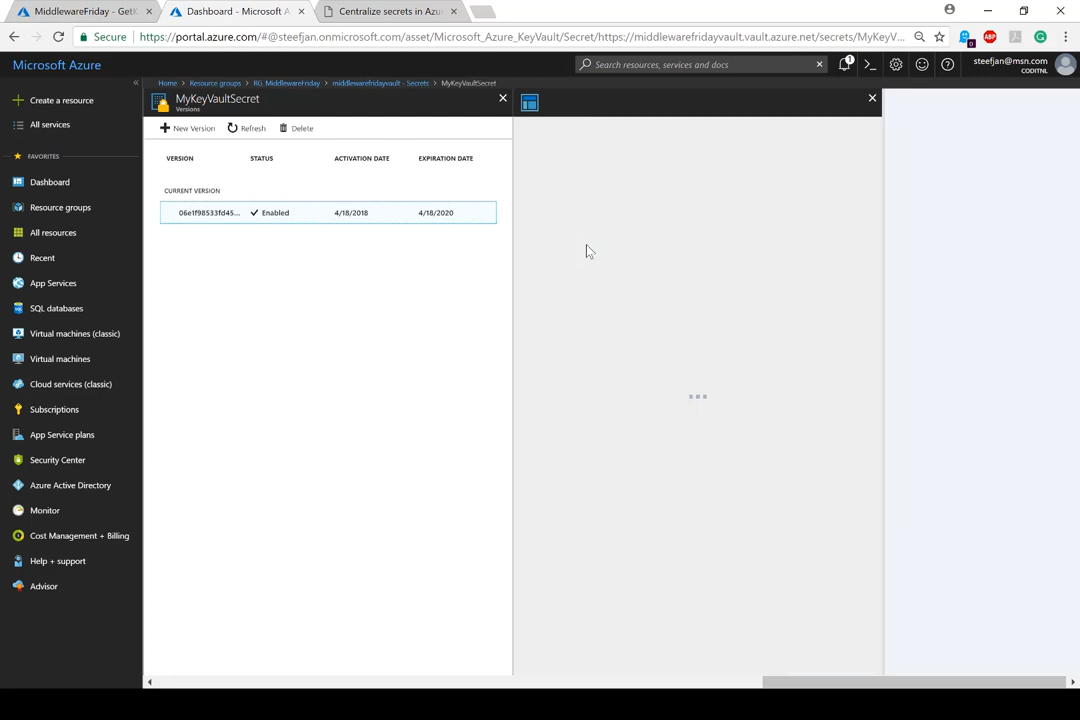 MiddlewareFriday - GetK
Dashboard - Microsoft A
Centralize secrets in Azu
Secure
https://portal.azure.com/#@steefjan.onmicrosoft.com/asset/Microsoft_Azure_KeyVault/Secret/https://middlewarefridayvault.vault.azure.net/secrets/MyKeyV...
Microsoft Azure
Search resources, services and docs
1
steefjan@msn.com
CODITNL
Home
Resource groups
RG_MiddlewareFriday
middlewarefridayvault - Secrets
MyKeyVaultSecret
MyKeyVaultSecret
Versions
New Version
Refresh
Delete
VERSION
STATUS
ACTIVATION DATE
EXPIRATION DATE
CURRENT VERSION
06e1f98533fd45...
Enabled
4/18/2018
4/18/2020
Create a resource
All services
FAVORITES
Dashboard
Resource groups
All resources
Recent
App Services
SQL databases
Virtual machines (classic)
Virtual machines
Cloud services (classic)
Subscriptions
App Service plans
Security Center
Azure Active Directory
Monitor
Cost Management + Billing
Help + support
Advisor